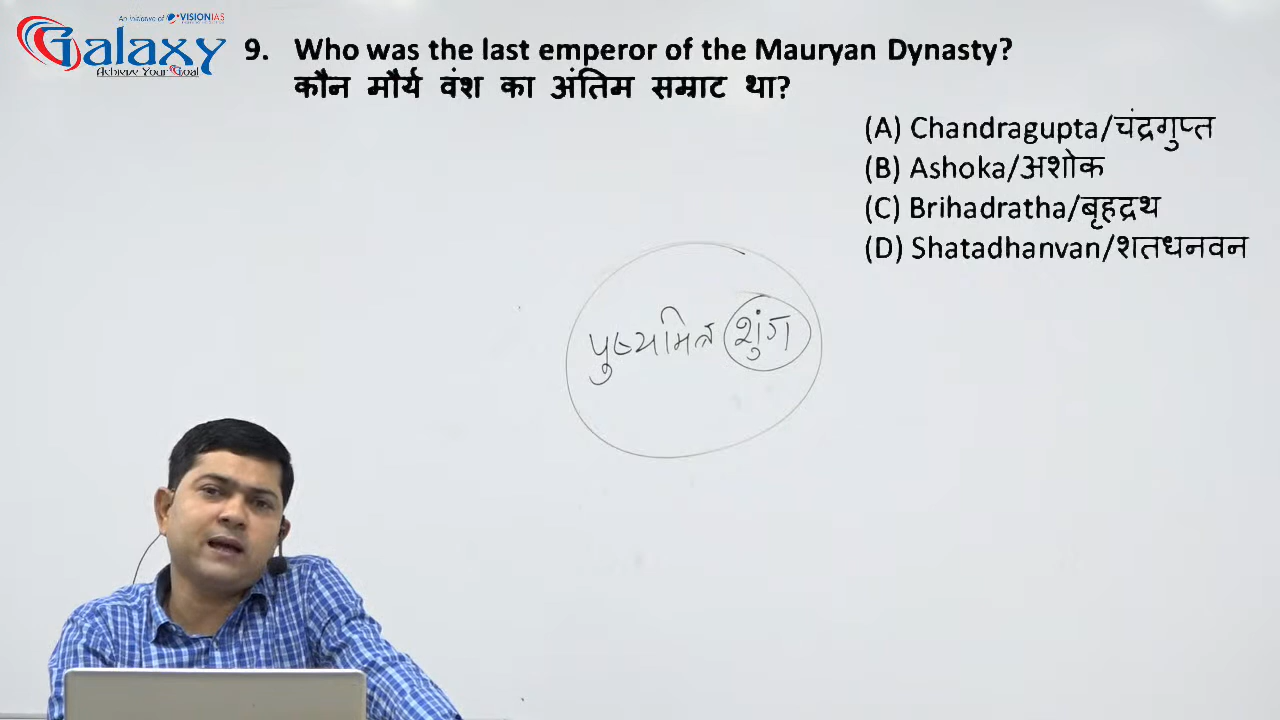 An Initiative of VISIONIAS
Galaxy
Achieve Your Goal
9. Who was the last emperor of the Mauryan Dynasty?
कौन मौर्य वंश का अंतिम सम्राट था?
(A) Chandragupta/चंद्रगुप्त
(B) Ashoka/अशोक
(C) Brihadratha/बृहद्रथ
(D) Shatadhanvan/शतधनवन
पुष्यमित्र शुंग